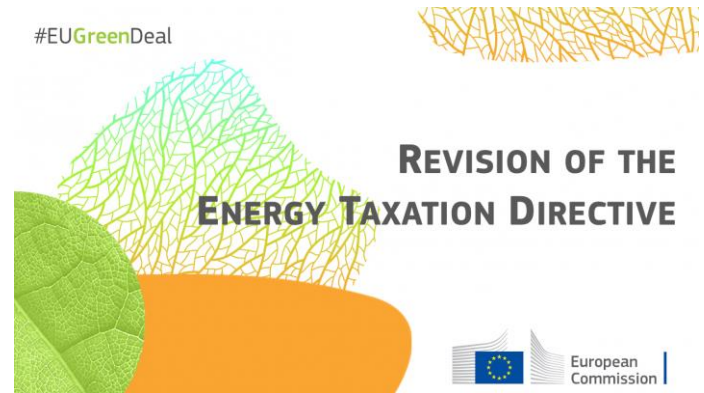 #EUGreenDeal
REVISION OF THE
ENERGY TAXATION DIRECTIVE
European
Commission